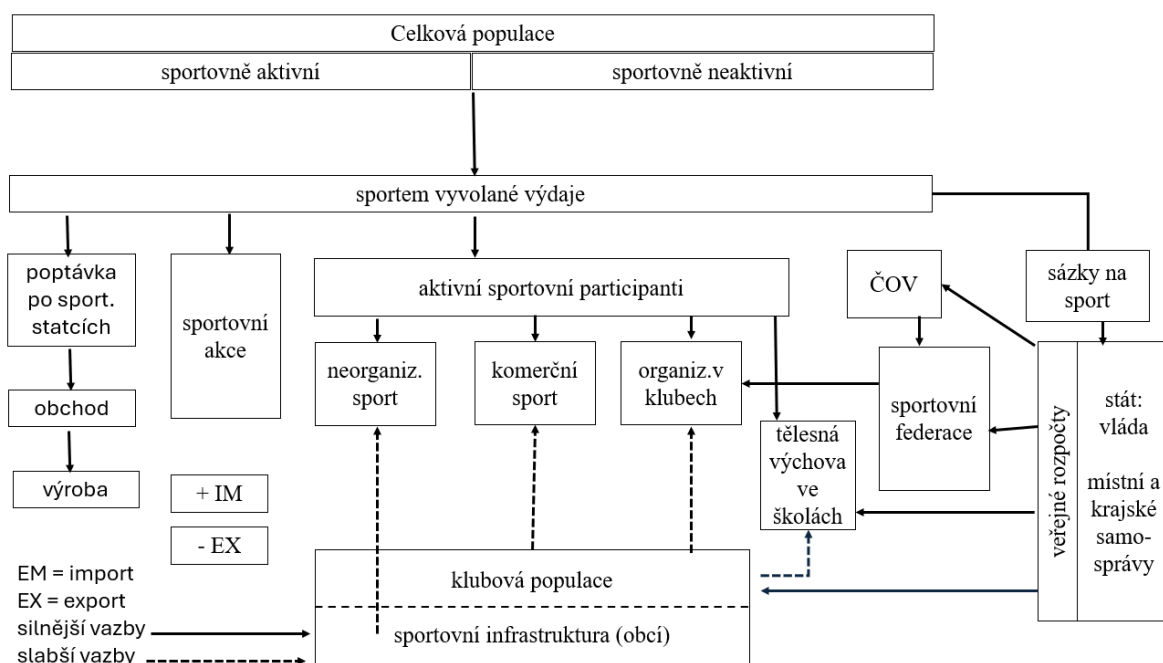 Celková populace
sportovně aktivní
sportovně neaktivní
sportem vyvolané výdaje
poptávka
po sport.
statcích
sportovní
akce
aktivní sportovní participanti
ČOV
sázky na
sport
neorganiz.
sport
komerční
sport
organiz.v
klubech
sportovní
federace
veřejné rozpočty
stát:
vláda
místní a
krajské
samo-
správy
obchod
tělesná
výchova
ve
školách
výroba
+ IM
- EX
klubová populace
sportovní infrastruktura (obcí)
EM = import
EX = export
silnější vazby
slabší vazby